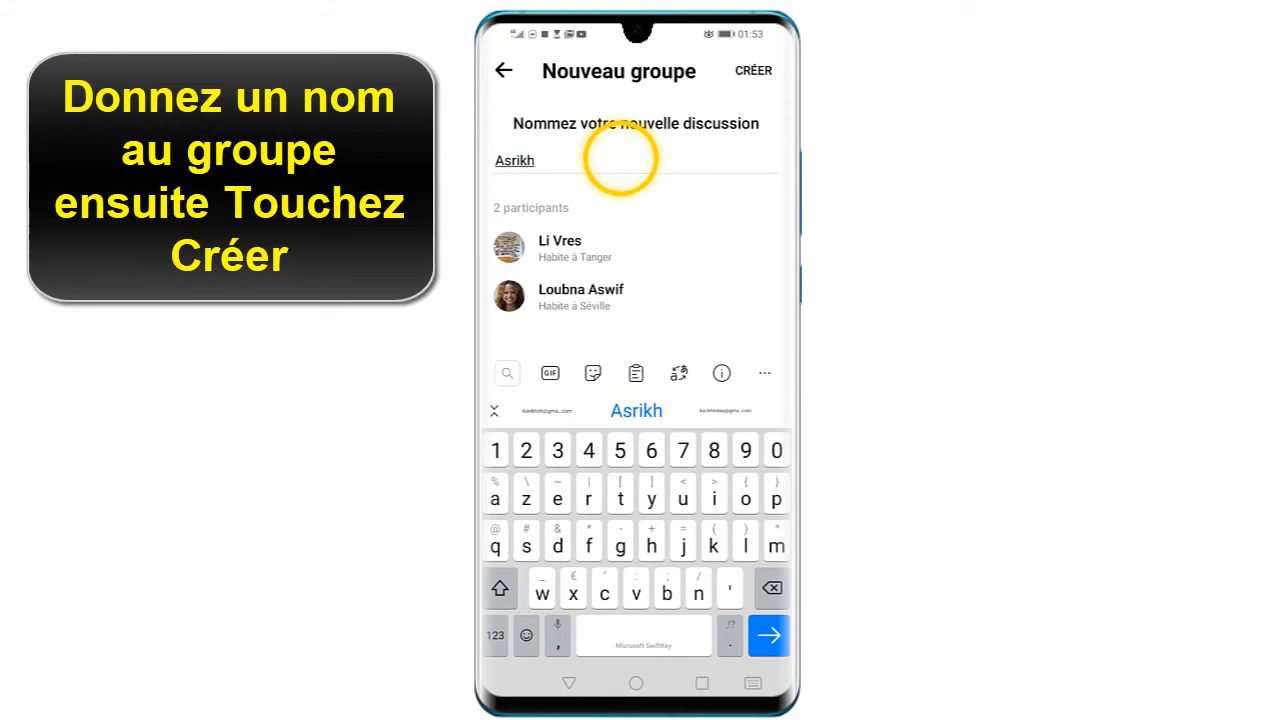 Donnez un nom
au groupe
ensuite Touchez
Créer
01:53
Nouveau groupe
CRÉER
Nommez votre nouvelle discussion
Asrikh
2 participants
Li Vres
Habite à Tanger
Loubna Aswif
Habite à Séville
GIF
Asrikh
1 2 3 4 5 6 7 8 9 0
% \ ~ | [ ] < > { }
a z e r t y u i o p
@ # & * - + = ( ) ^
q s d f g h j k l m
_ € " : ; /
w x c v b n '
123 , Microsoft SwiftKey ,!? .